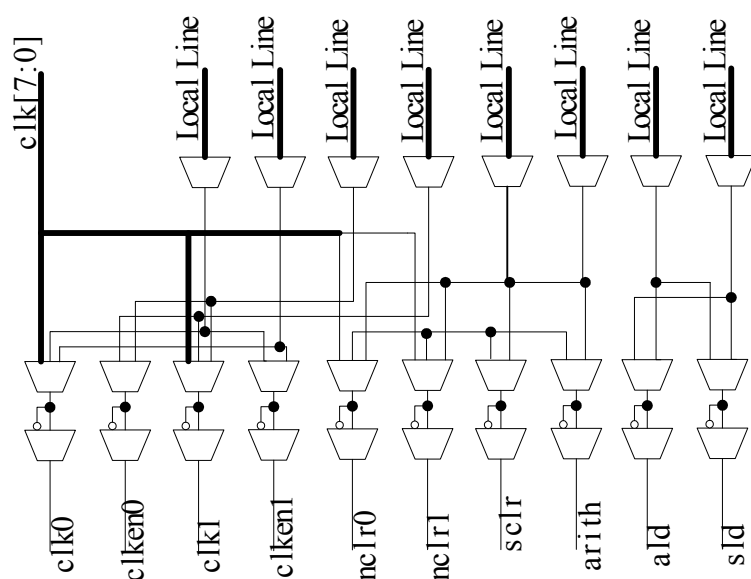 clk[7:0]
Local Line
Local Line
Local Line
Local Line
Local Line
Local Line
Local Line
Local Line
clk0
clken0
clk1
clken1
nclr0
nclr1
sclr
arith
ald
sld